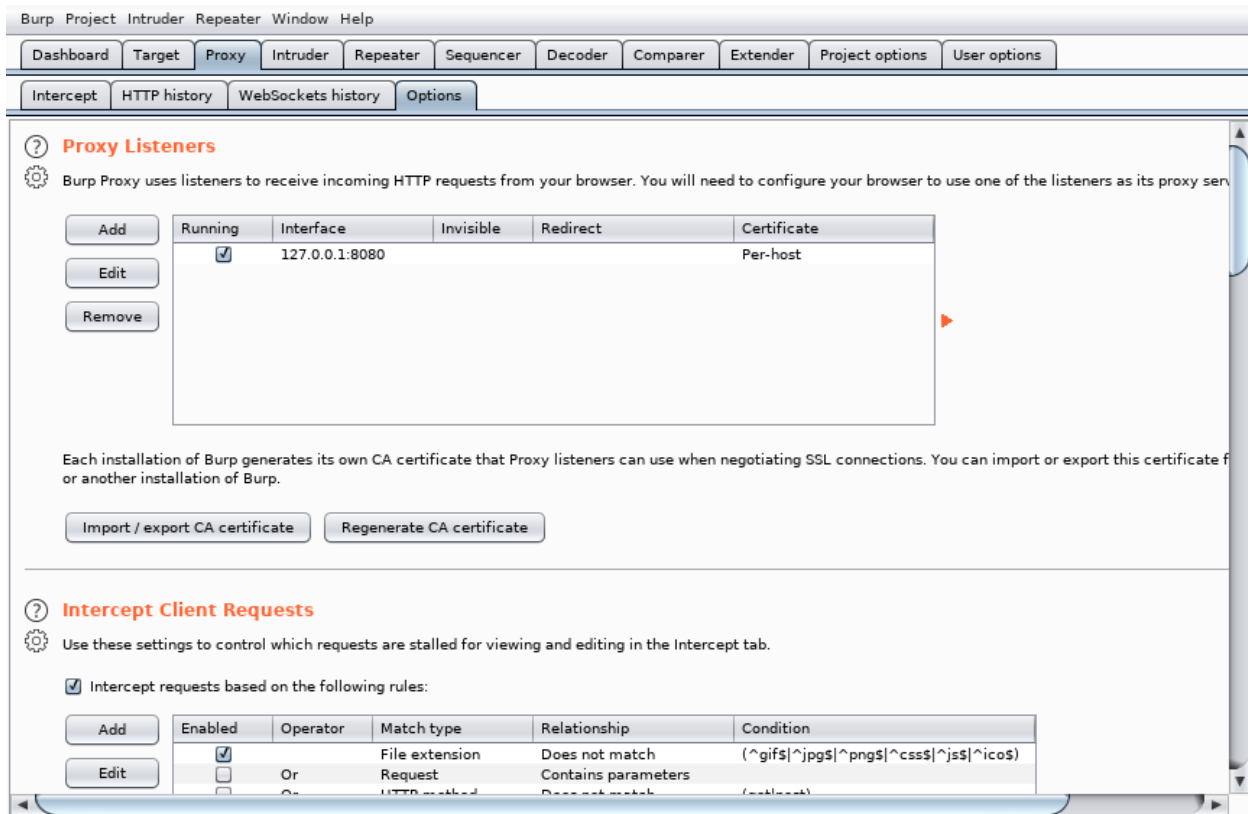 Burp Project Intruder Repeater Window Help
Dashboard Target Proxy Intruder Repeater Sequencer Decoder Comparer Extender Project options User options
Intercept HTTP history WebSockets history Options
? Proxy Listeners
Burp Proxy uses listeners to receive incoming HTTP requests from your browser. You will need to configure your browser to use one of the listeners as its proxy serv
Add Running Interface Invisible Redirect Certificate
127.0.0.1:8080 Per-host
Edit
Remove
Each installation of Burp generates its own CA certificate that Proxy listeners can use when negotiating SSL connections. You can import or export this certificate f
or another installation of Burp.
Import / export CA certificate Regenerate CA certificate
? Intercept Client Requests
Use these settings to control which requests are stalled for viewing and editing in the Intercept tab.
Intercept requests based on the following rules:
Add Enabled Operator Match type Relationship Condition
File extension Does not match (^gif$|^jpg$|^png$|^css$|^js$|^ico$)
Edit Or Request Contains parameters
Or HTTP method Does not match (get|post)